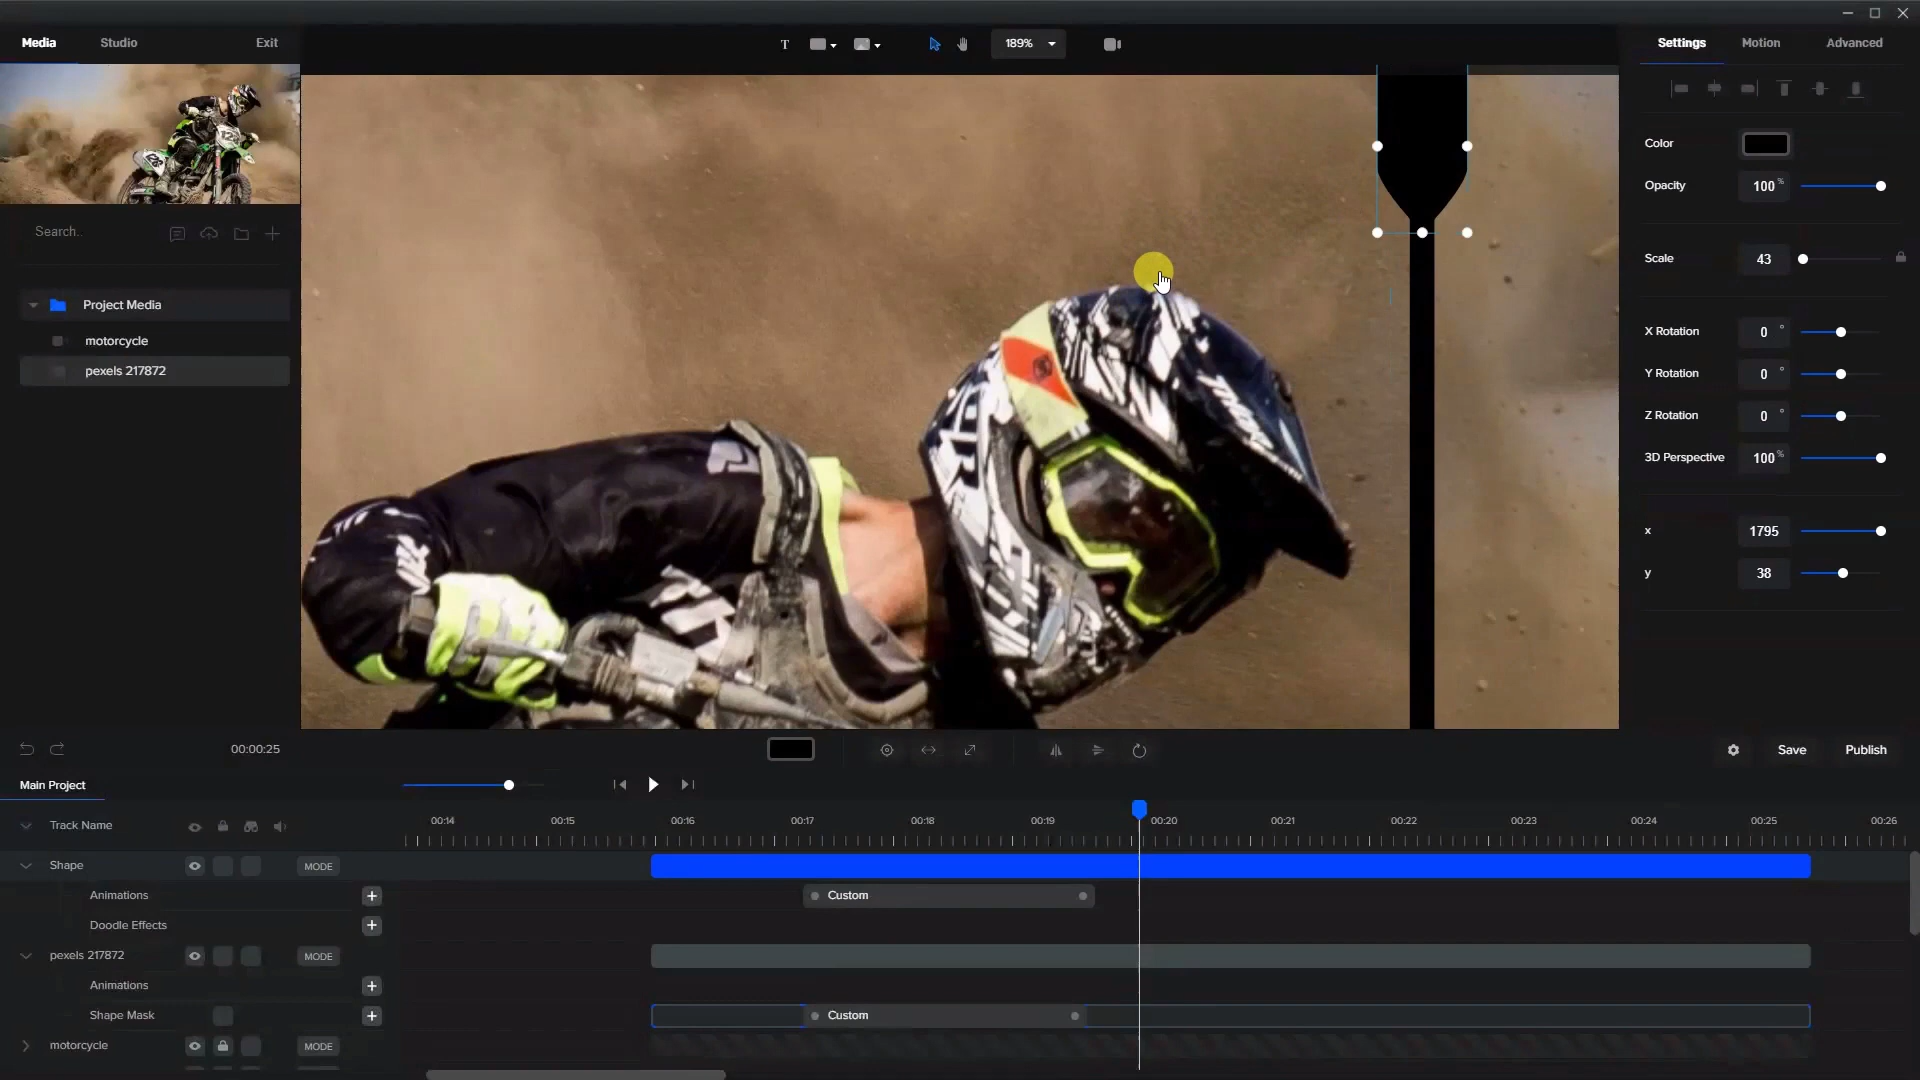 Media Studio Exit
T 189%
Settings Motion Advanced
Color
Opacity 100 %
Search..
Scale 43
Project Media
X Rotation 0 °
motorcycle
pexels 217872
Y Rotation 0 °
Z Rotation 0 °
3D Perspective 100 %
x 1795
y 38
00:00:25
Save Publish
Main Project
Track Name
00:14 00:15 00:16 00:17 00:18 00:19 00:20 00:21 00:22 00:23 00:24 00:25 00:26
Shape MODE
Animations + Custom
Doodle Effects +
pexels 217872 MODE
Animations +
Shape Mask + Custom
motorcycle MODE